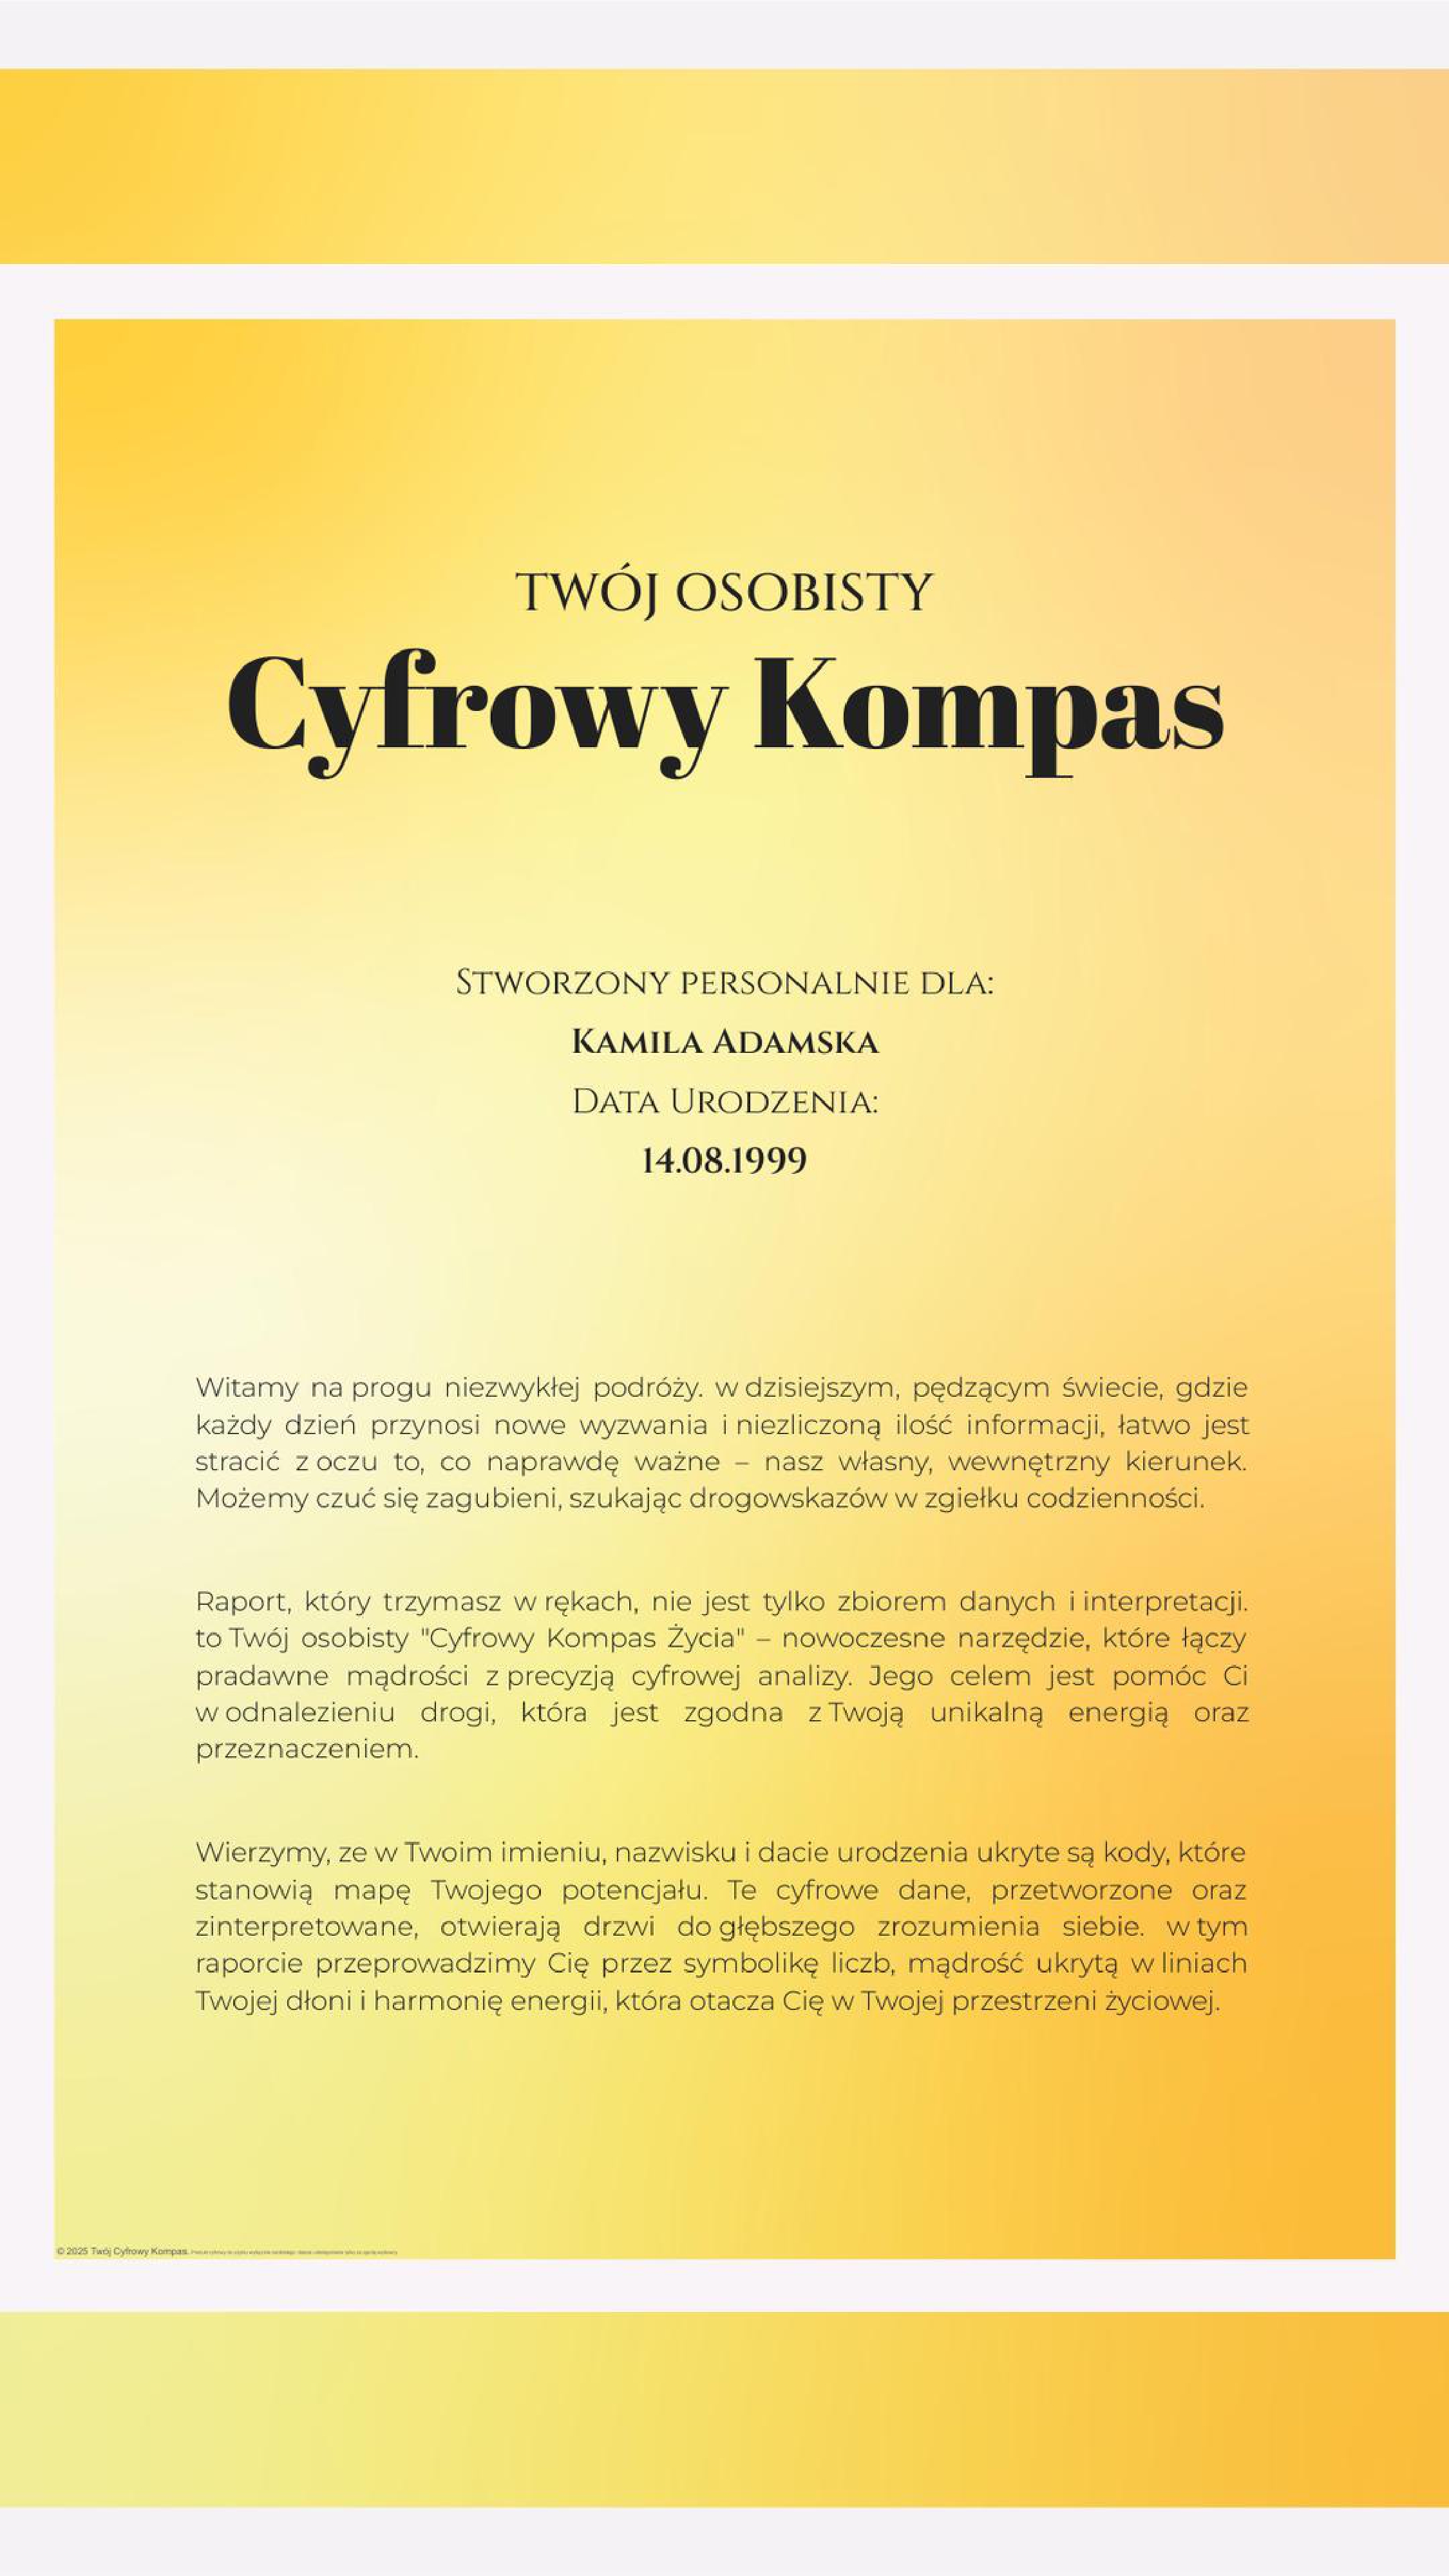 TWÓJ OSOBISTY
Cyfrowy Kompas
Stworzony personalnie dla:
Kamila Adamska
Data Urodzenia:
14.08.1999
Witamy na progu niezwykłej podróży. w dzisiejszym, pędzącym świecie, gdzie
każdy dzień przynosi nowe wyzwania i niezliczoną ilość informacji, łatwo jest
stracić z oczu to, co naprawdę ważne – nasz własny, wewnętrzny kierunek.
Możemy czuć się zagubieni, szukając drogowskazów w zgiełku codzienności.
Raport, który trzymasz w rękach, nie jest tylko zbiorem danych i interpretacji.
to Twój osobisty "Cyfrowy Kompas Życia" – nowoczesne narzędzie, które łączy
pradawne mądrości z precyzją cyfrowej analizy. Jego celem jest pomóc Ci
w odnalezieniu drogi, która jest zgodna z Twoją unikalną energią oraz
przeznaczeniem.
Wierzymy, ze w Twoim imieniu, nazwisku i dacie urodzenia ukryte są kody, które
stanowią mapę Twojego potencjału. Te cyfrowe dane, przetworzone oraz
zinterpretowane, otwierają drzwi do głębszego zrozumienia siebie. w tym
raporcie przeprowadzimy Cię przez symbolikę liczb, mądrość ukrytą w liniach
Twojej dłoni i harmonię energii, która otacza Cię w Twojej przestrzeni życiowej.
© 2025 Twój Cyfrowy Kompas.